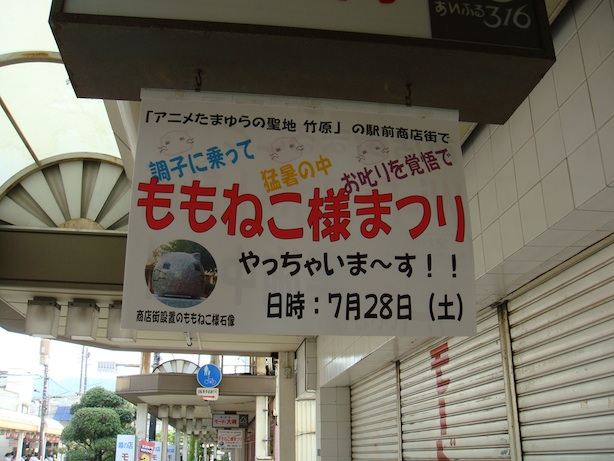 あいふる316
「アニメたまゆらの聖地 竹原」の駅前商店街で
調子に乗って
猛暑の中
お叱りを覚悟で
ももねこ様まつり
やっちゃいま〜す！！
商店街設置のももねこ様石像
日時：7月28日（土）